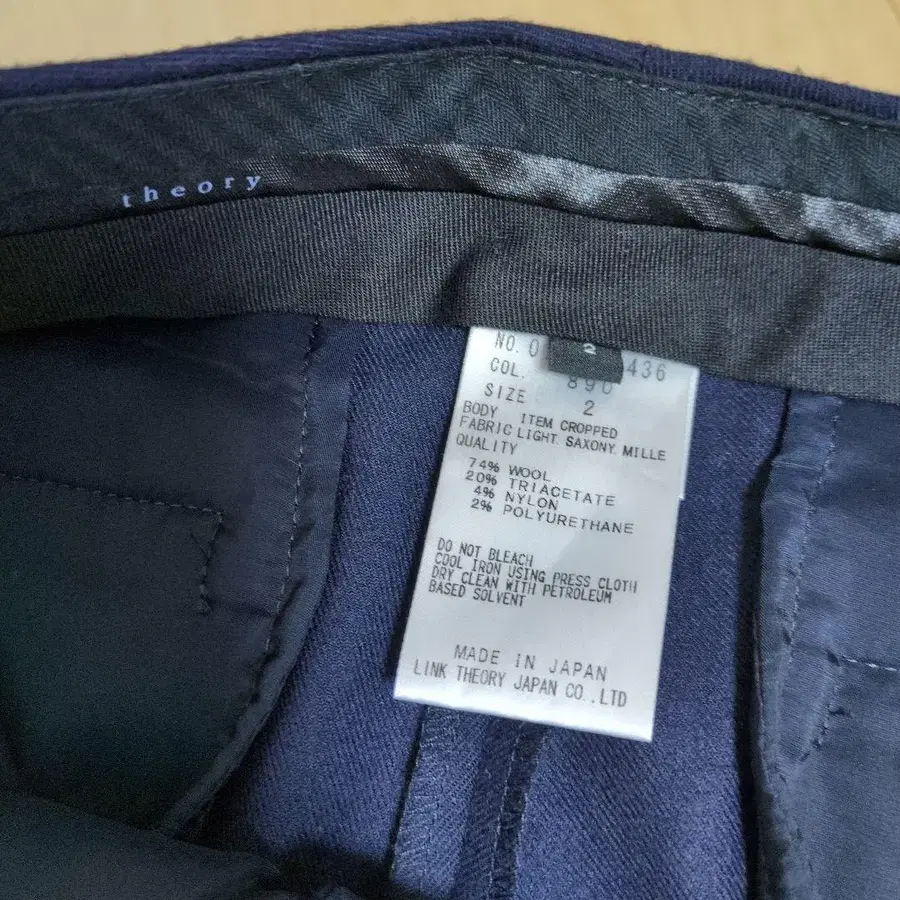 theory
2
NO. 0 436
COL. 890
SIZE 2
BODY ITEM CROPPED
FABRIC LIGHT. SAXONY. MILLE
QUALITY
74% WOOL
20% TRIACETATE
4% NYLON
2% POLYURETHANE
DO NOT BLEACH
COOL IRON USING PRESS CLOTH
DRY CLEAN WITH PETROLEUM
BASED SOLVENT
MADE IN JAPAN
LINK THEORY JAPAN CO.,LTD